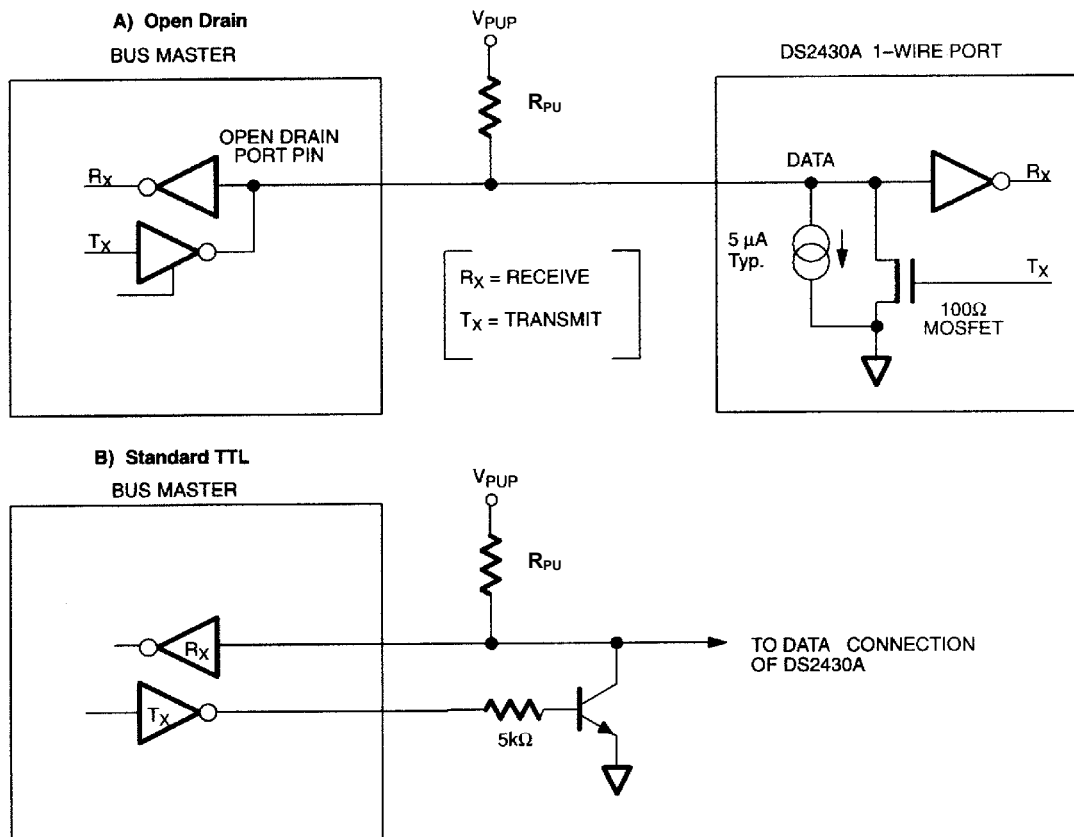 A) Open Drain
BUS MASTER
VPUP
RPU
DS2430A 1–WIRE PORT
OPEN DRAIN
PORT PIN
RX
TX
DATA
RX
5 µA
Typ.
TX
100Ω
MOSFET
RX = RECEIVE
TX = TRANSMIT
B) Standard TTL
BUS MASTER
VPUP
RPU
RX
TX
5kΩ
TO DATA CONNECTION
OF DS2430A